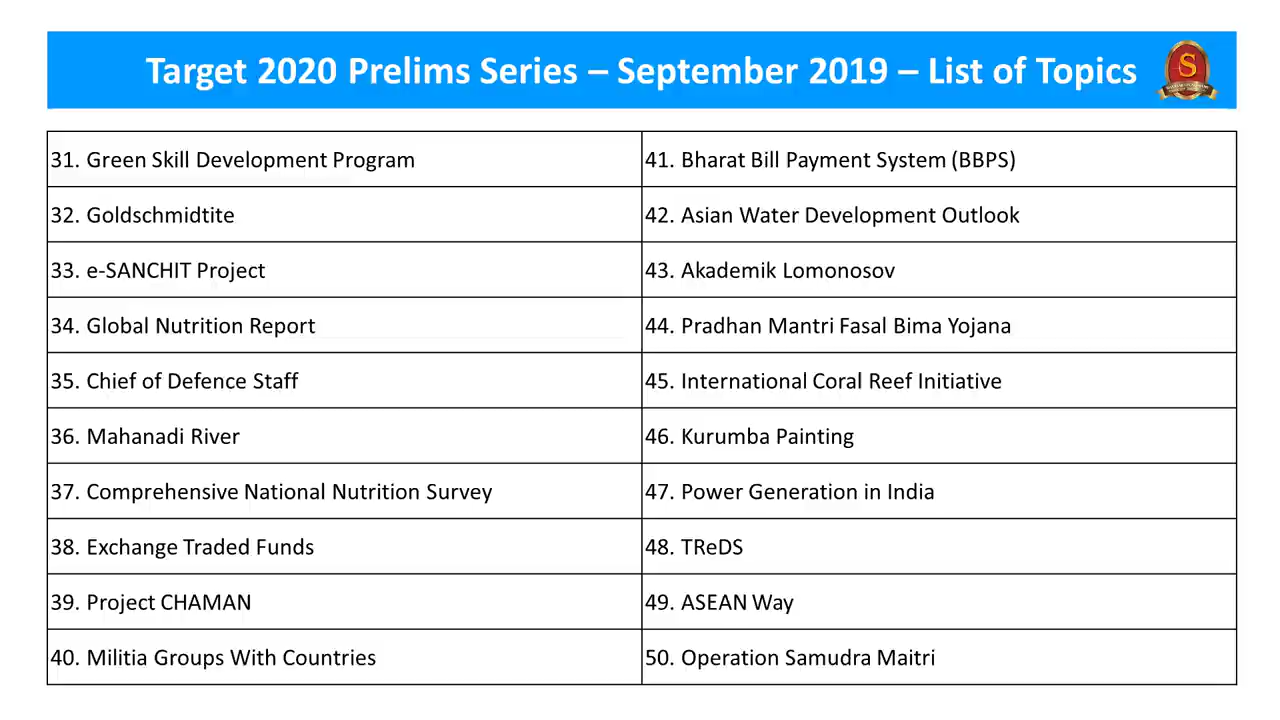 Target 2020 Prelims Series – September 2019 – List of Topics
S
31. Green Skill Development Program
41. Bharat Bill Payment System (BBPS)
32. Goldschmidtite
42. Asian Water Development Outlook
33. e-SANCHIT Project
43. Akademik Lomonosov
34. Global Nutrition Report
44. Pradhan Mantri Fasal Bima Yojana
35. Chief of Defence Staff
45. International Coral Reef Initiative
36. Mahanadi River
46. Kurumba Painting
37. Comprehensive National Nutrition Survey
47. Power Generation in India
38. Exchange Traded Funds
48. TReDS
39. Project CHAMAN
49. ASEAN Way
40. Militia Groups With Countries
50. Operation Samudra Maitri